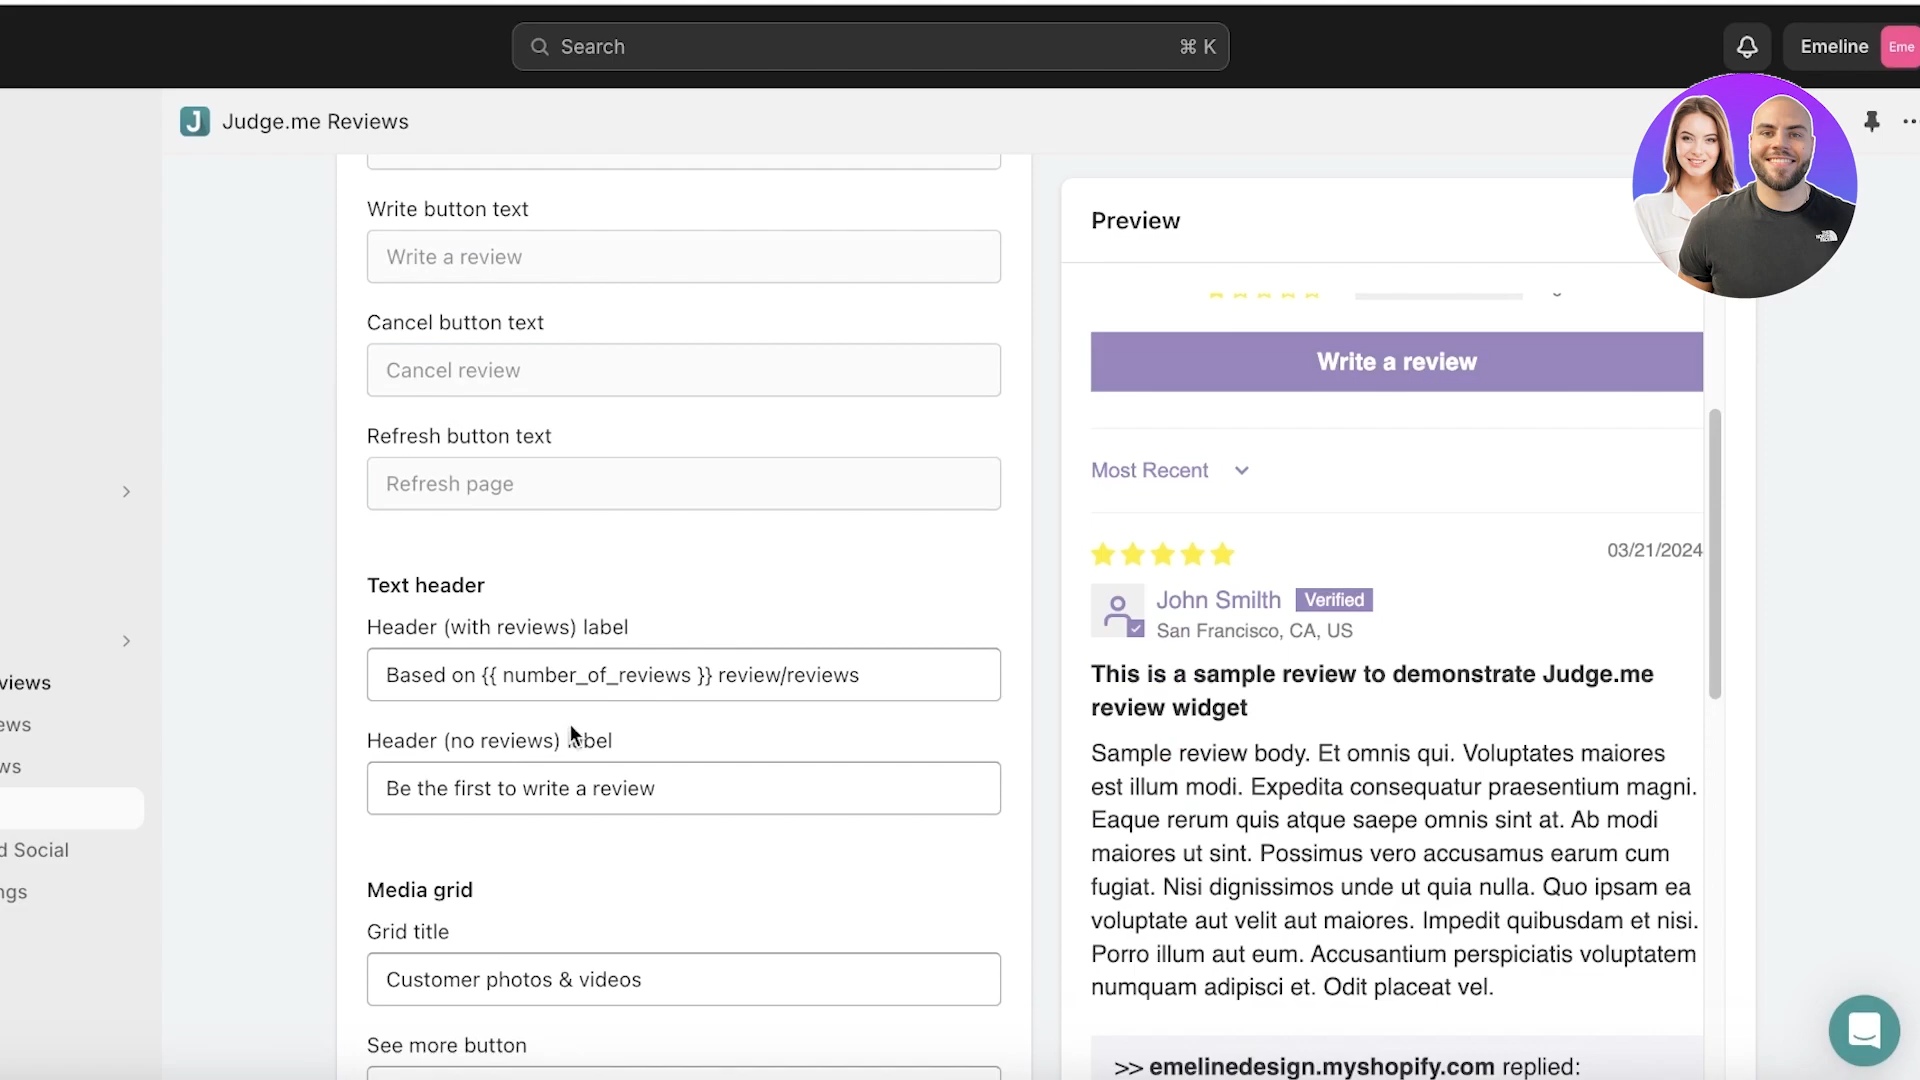 Search
⌘ K
Emeline
Eme
Judge.me Reviews
Write button text
Write a review
Cancel button text
Cancel review
Refresh button text
Refresh page
Text header
Header (with reviews) label
Based on {{ number_of_reviews }} review/reviews
Header (no reviews) label
Be the first to write a review
Media grid
Grid title
Customer photos & videos
See more button
views
ews
ws
d Social
ngs
Preview
Write a review
Most Recent
03/21/2024
John Smilth
Verified
San Francisco, CA, US
This is a sample review to demonstrate Judge.me
review widget
Sample review body. Et omnis qui. Voluptates maiores
est illum modi. Expedita consequatur praesentium magni.
Eaque rerum quis atque saepe omnis sint at. Ab modi
maiores ut sint. Possimus vero accusamus earum cum
fugiat. Nisi dignissimos unde ut quia nulla. Quo ipsam ea
voluptate aut velit aut maiores. Impedit quibusdam et nisi.
Porro illum aut eum. Accusantium perspiciatis voluptatem
numquam adipisci et. Odit placeat vel.
>> emelinedesign.myshopify.com replied: